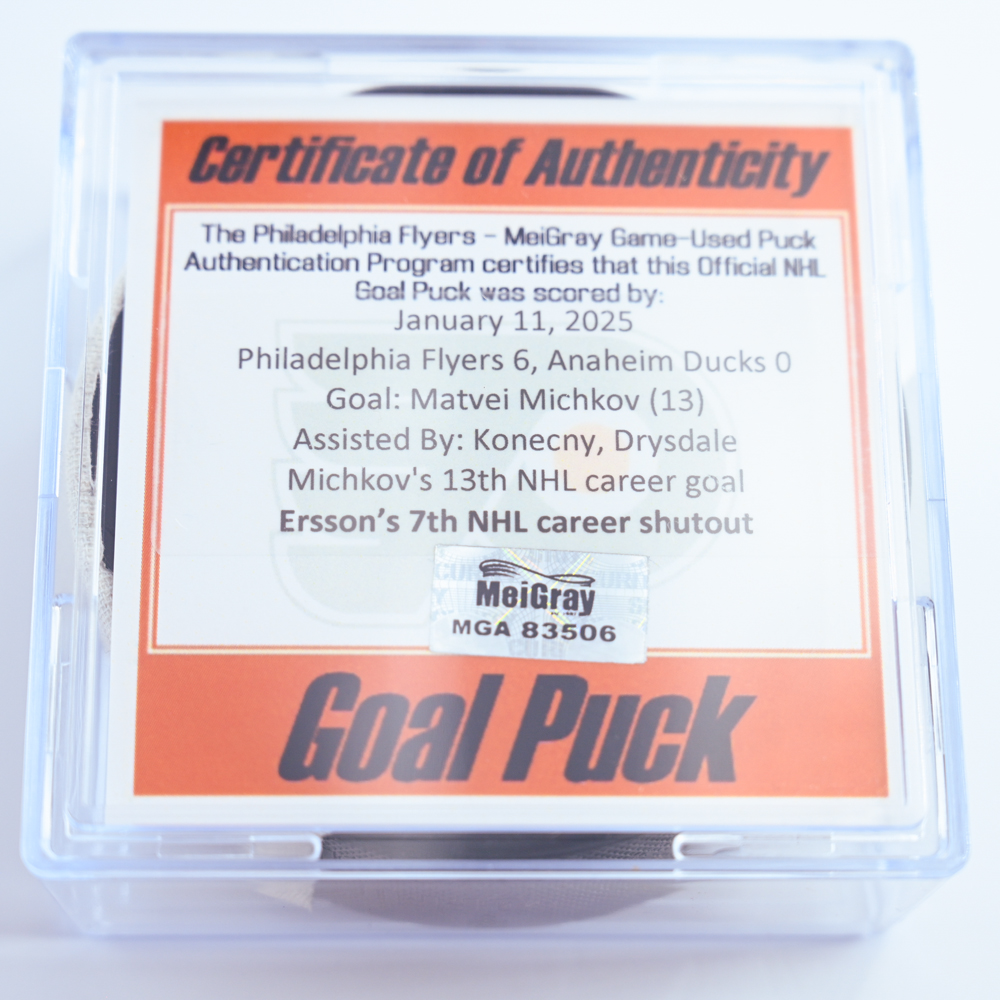 Certificate of Authenticity
The Philadelphia Flyers - MeiGray Game-Used Puck
Authentication Program certifies that this Official NHL
Goal Puck was scored by:
January 11, 2025
Philadelphia Flyers 6, Anaheim Ducks 0
Goal: Matvei Michkov (13)
Assisted By: Konecny, Drysdale
Michkov's 13th NHL career goal
Ersson’s 7th NHL career shutout
MeiGray
MGA 83506
Goal Puck